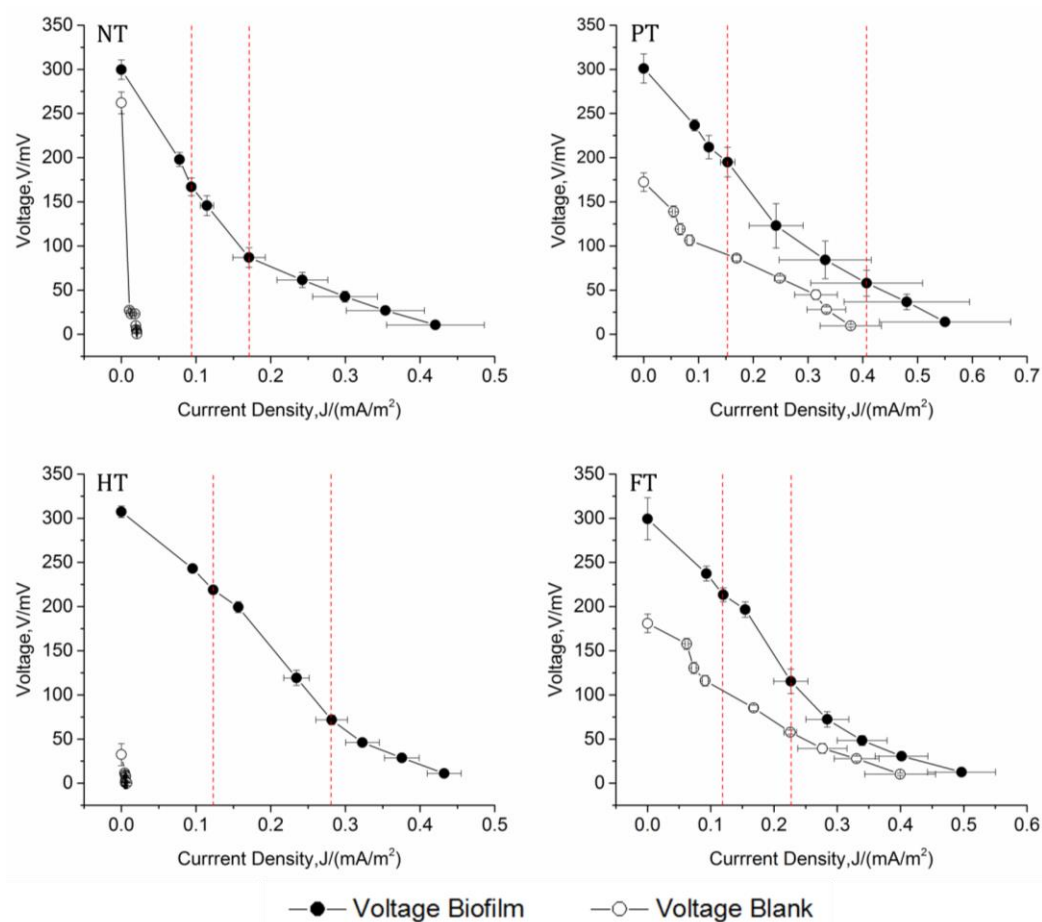 NT
350
300
250
200
150
100
50
0
Voltage,V/mV
0.0 0.1 0.2 0.3 0.4 0.5
Currrent Density,J/(mA/m²)
PT
350
300
250
200
150
100
50
0
Voltage,V/mV
0.0 0.1 0.2 0.3 0.4 0.5 0.6 0.7
Currrent Density,J/(mA/m²)
HT
350
300
250
200
150
100
50
0
Voltage,V/mV
0.0 0.1 0.2 0.3 0.4 0.5
Currrent Density,J/(mA/m²)
FT
350
300
250
200
150
100
50
0
Voltage,V/mV
0.0 0.1 0.2 0.3 0.4 0.5 0.6
Currrent Density,J/(mA/m²)
Voltage Biofilm Voltage Blank